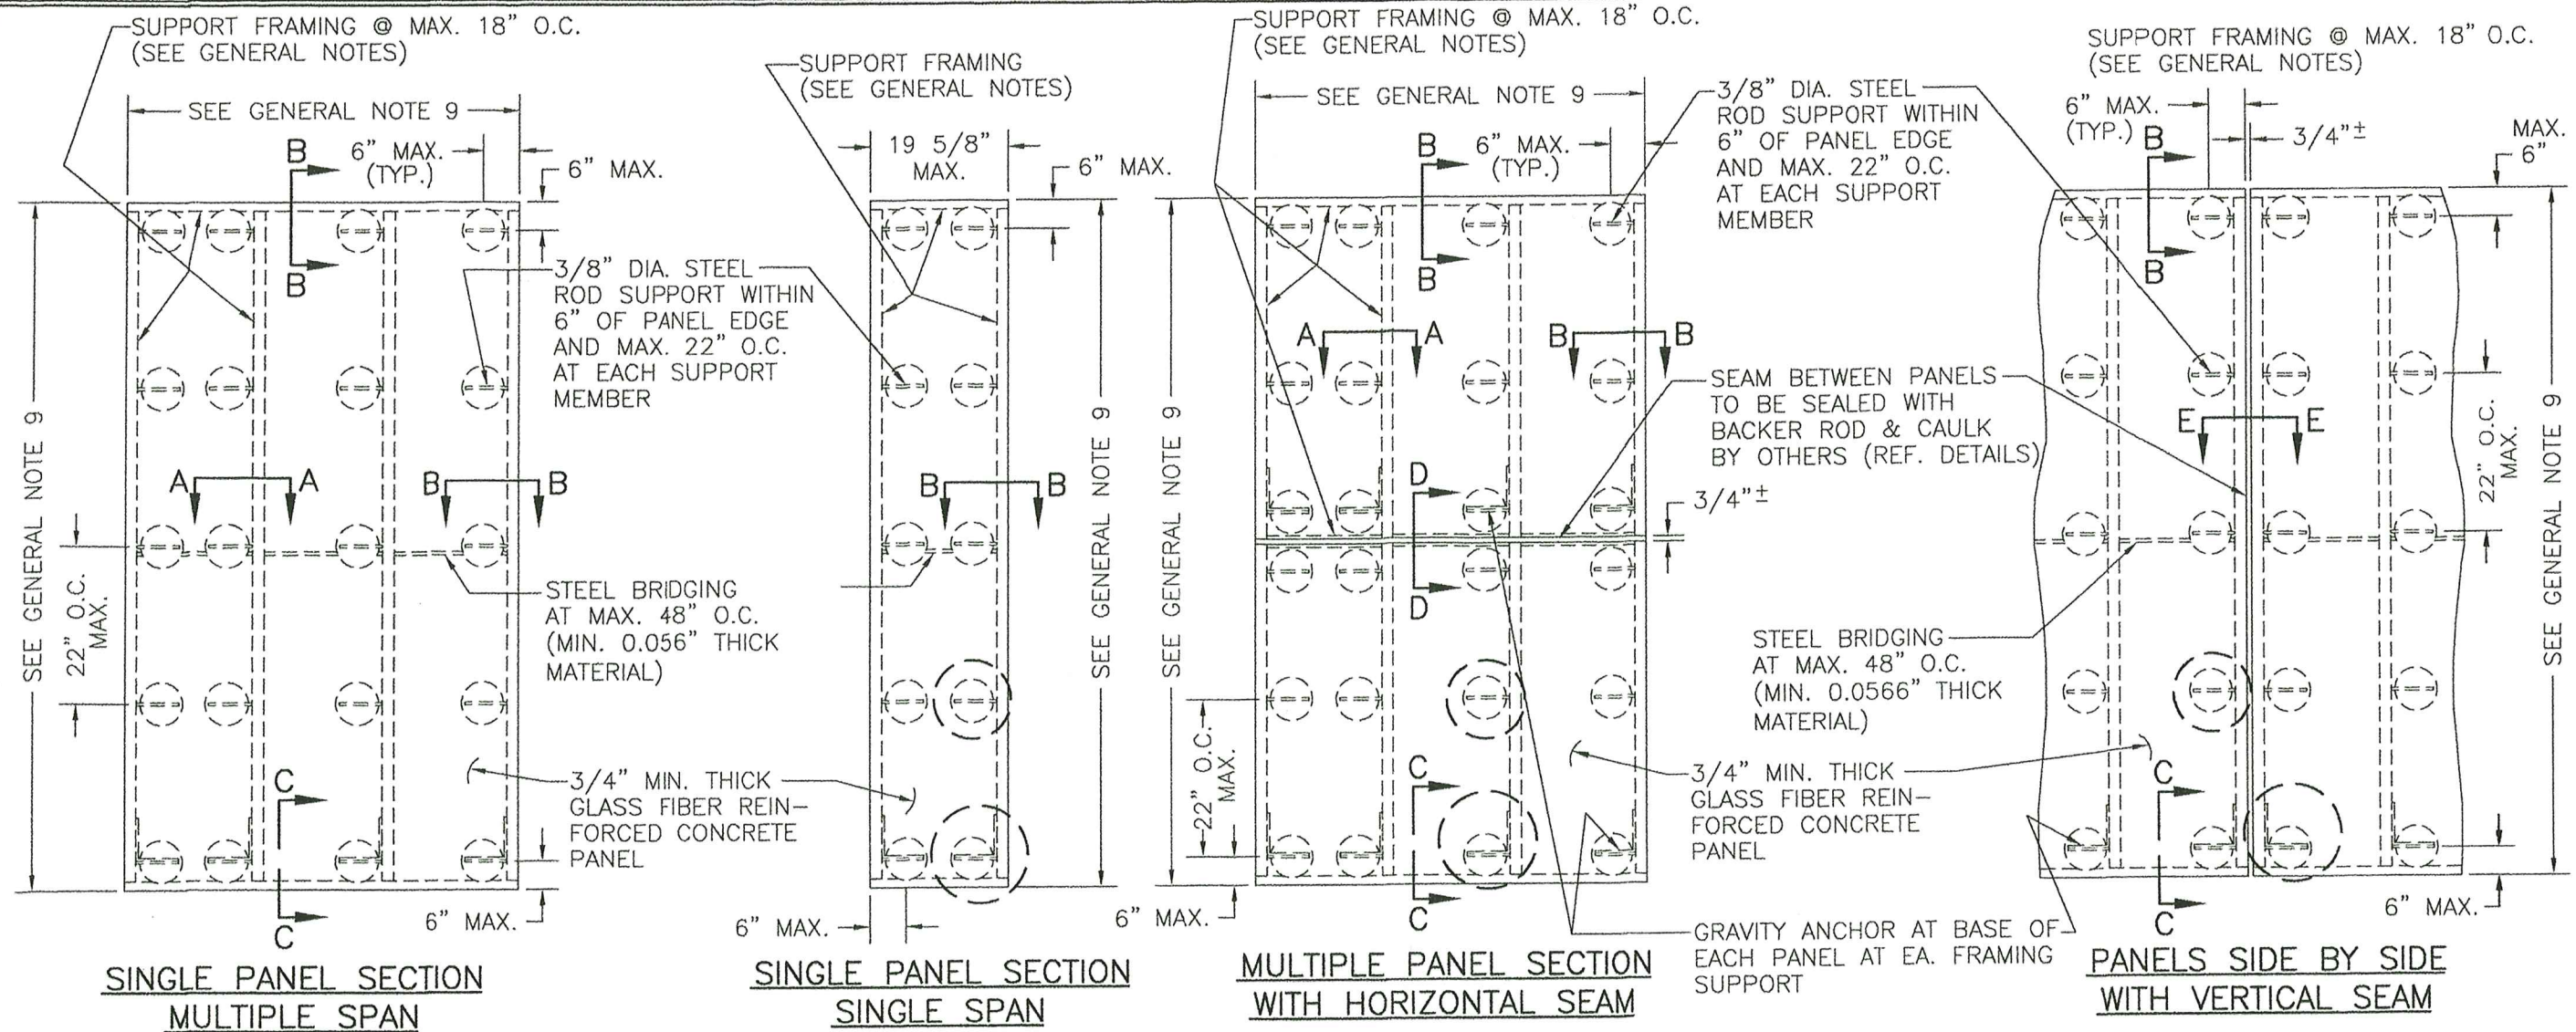 SUPPORT FRAMING @ MAX. 18" O.C.
(SEE GENERAL NOTES)
SEE GENERAL NOTE 9
B
6" MAX.
(TYP.)
6" MAX.
B
3/8" DIA. STEEL
ROD SUPPORT WITHIN
6" OF PANEL EDGE
AND MAX. 22" O.C.
AT EACH SUPPORT
MEMBER
SEE GENERAL NOTE 9
A A
B B
22" O.C.
MAX.
STEEL BRIDGING
AT MAX. 48" O.C.
(MIN. 0.056" THICK
MATERIAL)
C
3/4" MIN. THICK
GLASS FIBER REIN-
FORCED CONCRETE
PANEL
C
6" MAX.
SINGLE PANEL SECTION
MULTIPLE SPAN
SUPPORT FRAMING
(SEE GENERAL NOTES)
19 5/8"
MAX.
6" MAX.
B B
SEE GENERAL NOTE 9
6" MAX.
SINGLE PANEL SECTION
SINGLE SPAN
SUPPORT FRAMING @ MAX. 18" O.C.
(SEE GENERAL NOTES)
SEE GENERAL NOTE 9
B
6" MAX.
(TYP.)
B
3/8" DIA. STEEL
ROD SUPPORT WITHIN
6" OF PANEL EDGE
AND MAX. 22" O.C.
AT EACH SUPPORT
MEMBER
A A
B B
SEE GENERAL NOTE 9
SEAM BETWEEN PANELS
TO BE SEALED WITH
BACKER ROD & CAULK
BY OTHERS (REF. DETAILS)
D
3/4"±
D
22" O.C.
MAX.
STEEL BRIDGING
AT MAX. 48" O.C.
(MIN. 0.0566" THICK
MATERIAL)
C
3/4" MIN. THICK
GLASS FIBER REIN-
FORCED CONCRETE
PANEL
C
6" MAX.
GRAVITY ANCHOR AT BASE OF
EACH PANEL AT EA. FRAMING
SUPPORT
MULTIPLE PANEL SECTION
WITH HORIZONTAL SEAM
SUPPORT FRAMING @ MAX. 18" O.C.
(SEE GENERAL NOTES)
6" MAX.
(TYP.)
B
3/4"±
MAX.
6"
B
E E
22" O.C.
MAX.
SEE GENERAL NOTE 9
C
C
6" MAX.
PANELS SIDE BY SIDE
WITH VERTICAL SEAM